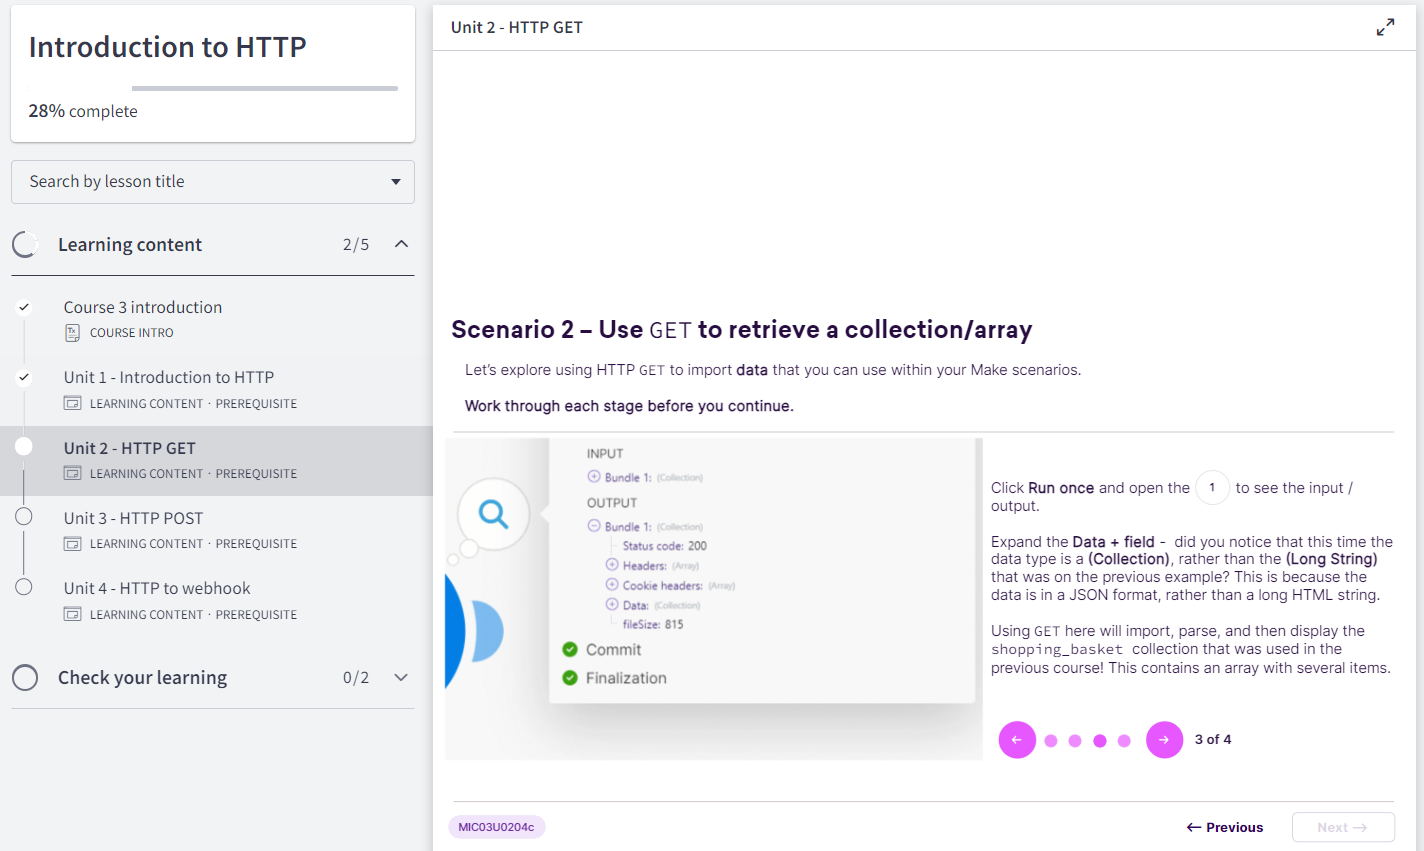 Introduction to HTTP
28% complete
Search by lesson title
Learning content 2/5
Course 3 introduction
COURSE INTRO
Unit 1 - Introduction to HTTP
LEARNING CONTENT · PREREQUISITE
Unit 2 - HTTP GET
LEARNING CONTENT · PREREQUISITE
Unit 3 - HTTP POST
LEARNING CONTENT · PREREQUISITE
Unit 4 - HTTP to webhook
LEARNING CONTENT · PREREQUISITE
Check your learning 0/2
Unit 2 - HTTP GET
Scenario 2 – Use GET to retrieve a collection/array
Let's explore using HTTP GET to import data that you can use within your Make scenarios.
Work through each stage before you continue.
INPUT
Bundle 1: (Collection)
OUTPUT
Bundle 1: (Collection)
Status code: 200
Headers: (Array)
Cookie headers: (Array)
Data: (Collection)
fileSize: 815
Commit
Finalization
Click Run once and open the 1 to see the input /
output.
Expand the Data + field - did you notice that this time the
data type is a (Collection), rather than the (Long String)
that was on the previous example? This is because the
data is in a JSON format, rather than a long HTML string.
Using GET here will import, parse, and then display the
shopping_basket collection that was used in the
previous course! This contains an array with several items.
← → 3 of 4
MIC03U0204c
← Previous
Next →